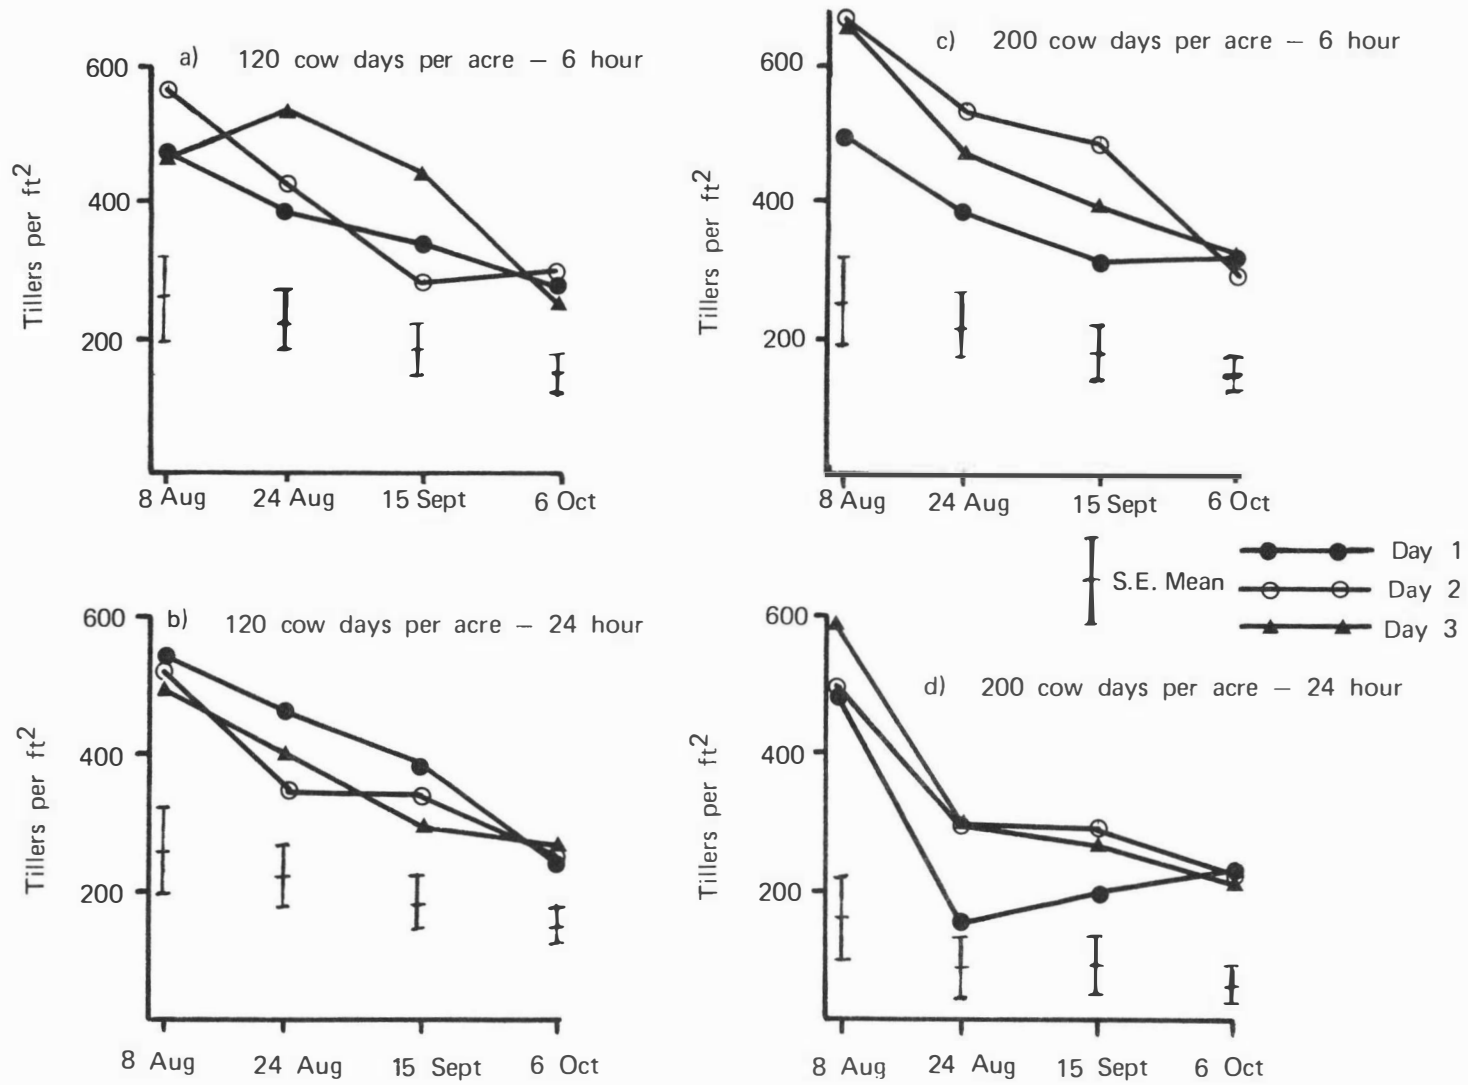 a) 120 cow days per acre – 6 hour
600
400
200
Tillers per ft2
8 Aug 24 Aug 15 Sept 6 Oct
c) 200 cow days per acre – 6 hour
600
400
200
Tillers per ft2
8 Aug 24 Aug 15 Sept 6 Oct
S.E. Mean
Day 1
Day 2
Day 3
b) 120 cow days per acre – 24 hour
600
400
200
Tillers per ft2
8 Aug 24 Aug 15 Sept 6 Oct
d) 200 cow days per acre – 24 hour
600
400
200
Tillers per ft2
8 Aug 24 Aug 15 Sept 6 Oct